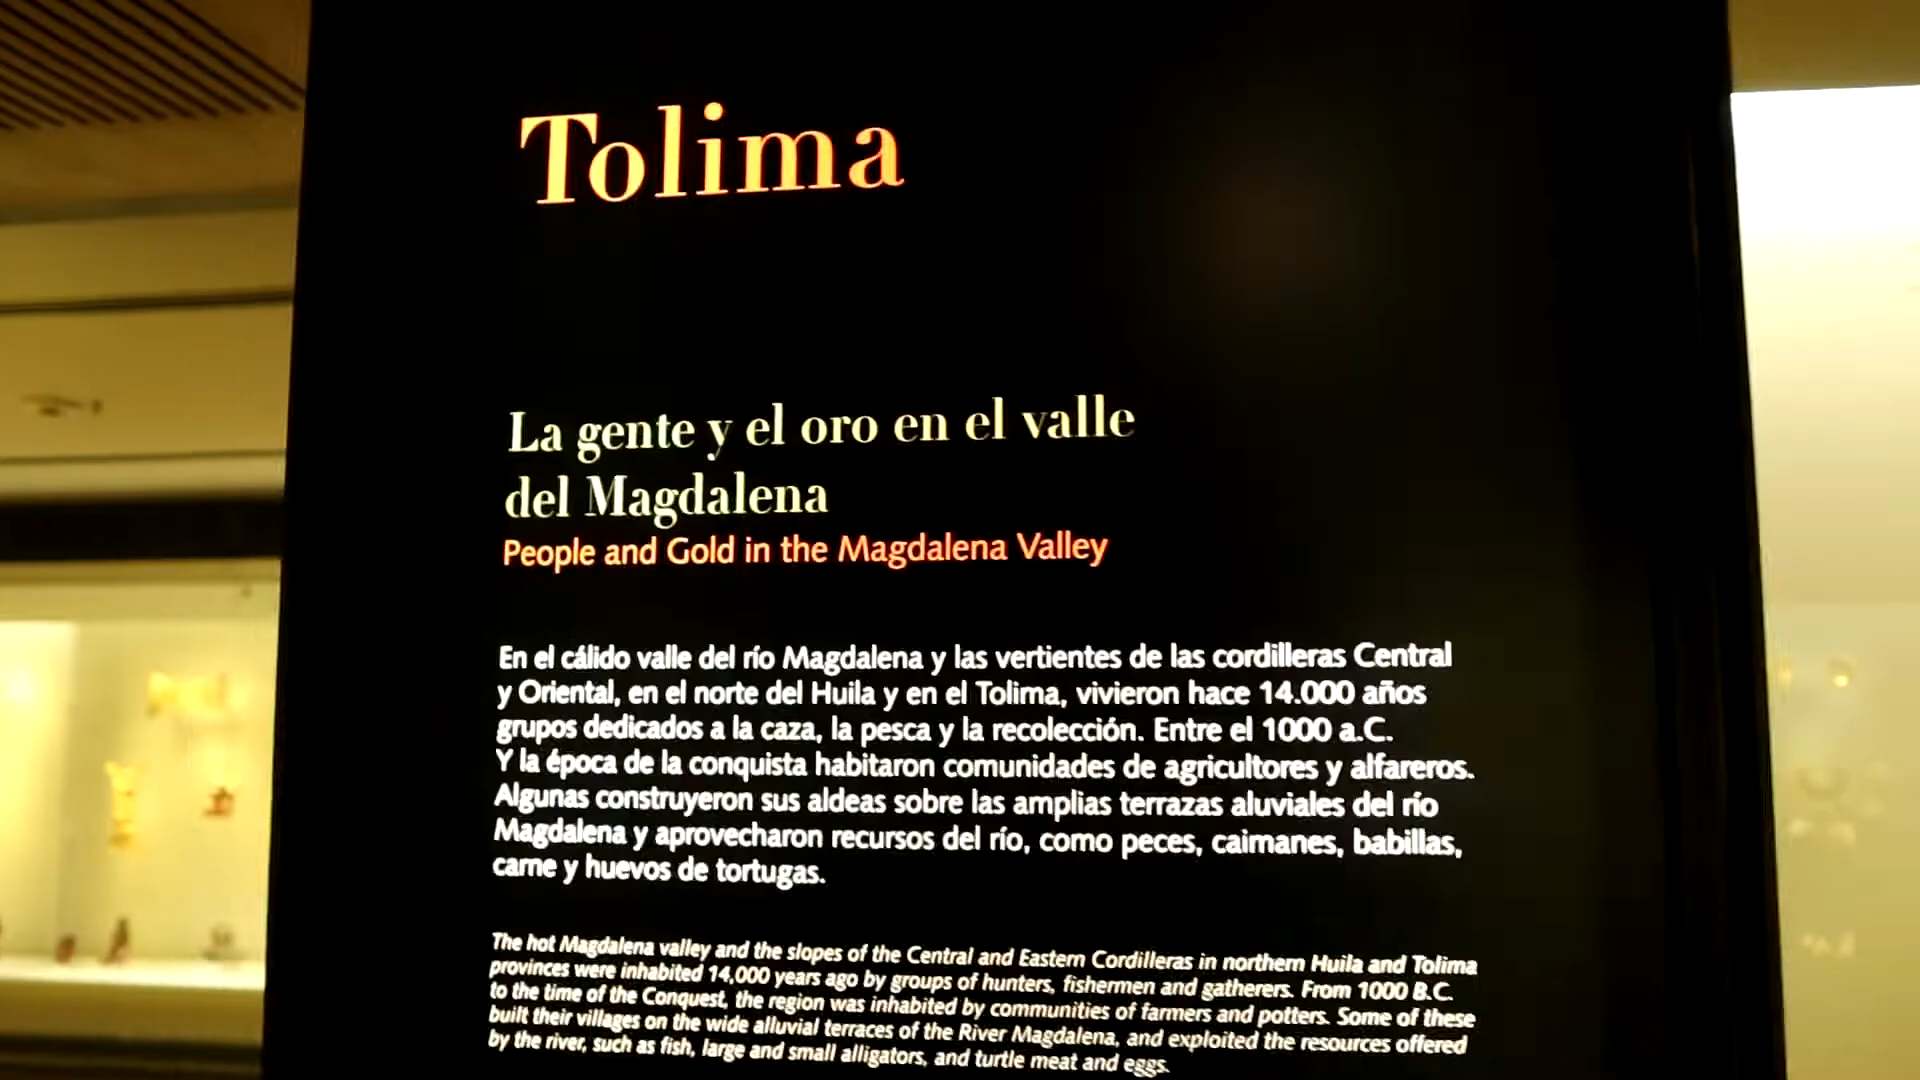 Tolima
La gente y el oro en el valle
del Magdalena
People and Gold in the Magdalena Valley
En el cálido valle del río Magdalena y las vertientes de las cordilleras Central
y Oriental, en el norte del Huila y en el Tolima, vivieron hace 14.000 años
grupos dedicados a la caza, la pesca y la recolección. Entre el 1000 a.C.
Y la época de la conquista habitaron comunidades de agricultores y alfareros.
Algunas construyeron sus aldeas sobre las amplias terrazas aluviales del río
Magdalena y aprovecharon recursos del río, como peces, caimanes, babillas,
carne y huevos de tortugas.
The hot Magdalena valley and the slopes of the Central and Eastern Cordilleras in northern Huila and Tolima
provinces were inhabited 14,000 years ago by groups of hunters, fishermen and gatherers. From 1000 B.C.
to the time of the Conquest, the region was inhabited by communities of farmers and potters. Some of these
built their villages on the wide alluvial terraces of the River Magdalena, and exploited the resources offered
by the river, such as fish, large and small alligators, and turtle meat and eggs.